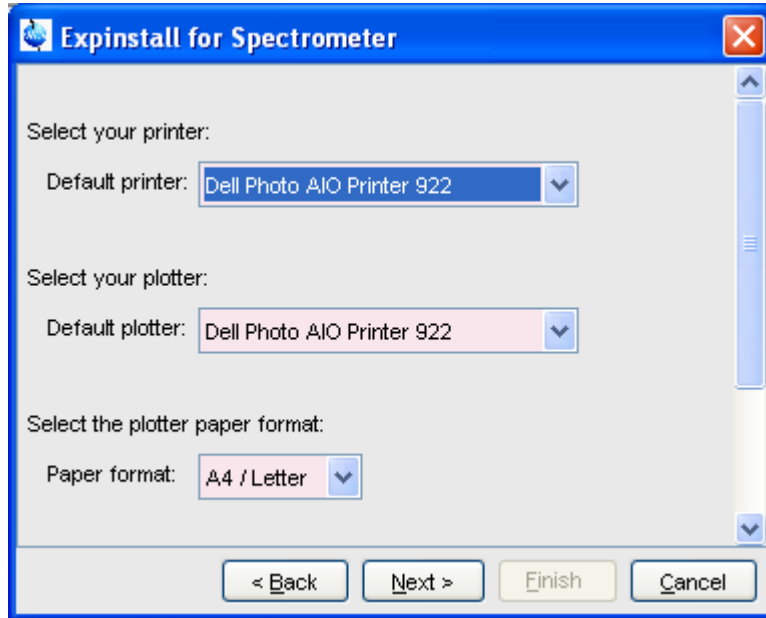 Expinstall for Spectrometer
Select your printer:
Default printer: Dell Photo AIO Printer 922
Select your plotter:
Default plotter: Dell Photo AIO Printer 922
Select the plotter paper format:
Paper format: A4 / Letter
< Back Next > Finish Cancel